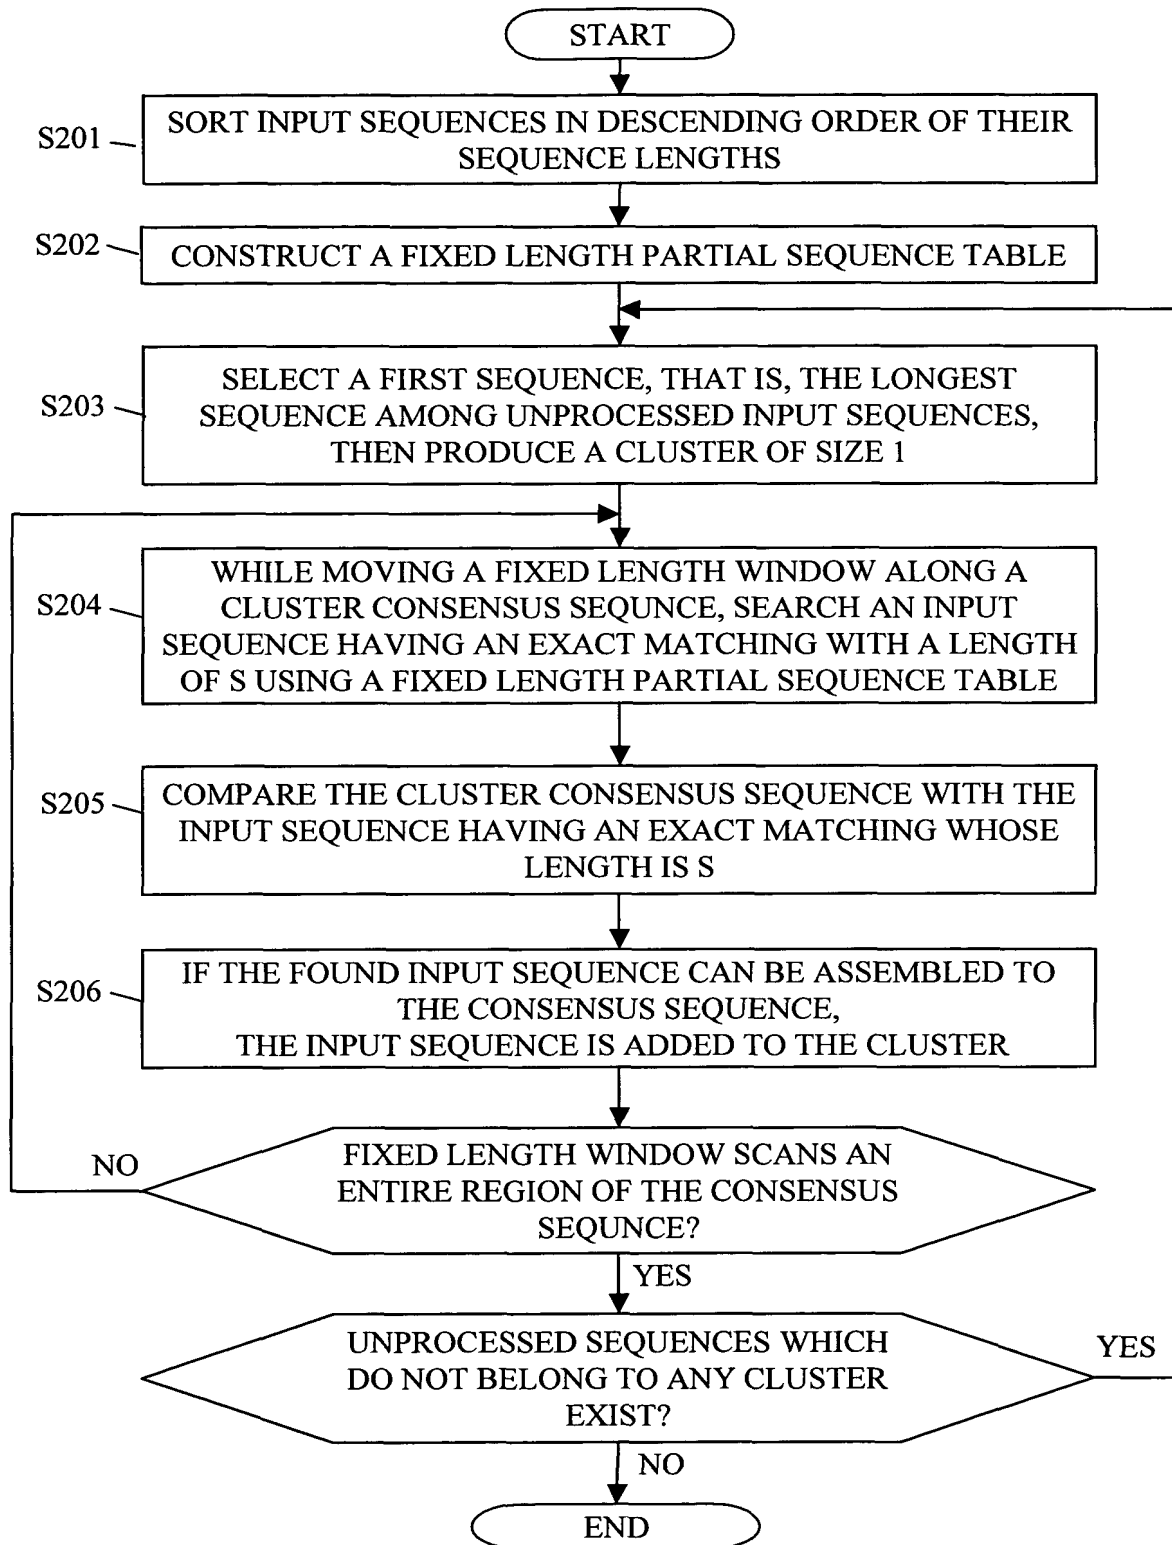 START
S201
SORT INPUT SEQUENCES IN DESCENDING ORDER OF THEIR
SEQUENCE LENGTHS
S202
CONSTRUCT A FIXED LENGTH PARTIAL SEQUENCE TABLE
S203
SELECT A FIRST SEQUENCE, THAT IS, THE LONGEST
SEQUENCE AMONG UNPROCESSED INPUT SEQUENCES,
THEN PRODUCE A CLUSTER OF SIZE 1
S204
WHILE MOVING A FIXED LENGTH WINDOW ALONG A
CLUSTER CONSENSUS SEQUNCE, SEARCH AN INPUT
SEQUENCE HAVING AN EXACT MATCHING WITH A LENGTH
OF S USING A FIXED LENGTH PARTIAL SEQUENCE TABLE
S205
COMPARE THE CLUSTER CONSENSUS SEQUENCE WITH THE
INPUT SEQUENCE HAVING AN EXACT MATCHING WHOSE
LENGTH IS S
S206
IF THE FOUND INPUT SEQUENCE CAN BE ASSEMBLED TO
THE CONSENSUS SEQUENCE,
THE INPUT SEQUENCE IS ADDED TO THE CLUSTER
NO
FIXED LENGTH WINDOW SCANS AN
ENTIRE REGION OF THE CONSENSUS
SEQUNCE?
YES
UNPROCESSED SEQUENCES WHICH
DO NOT BELONG TO ANY CLUSTER
EXIST?
YES
NO
END